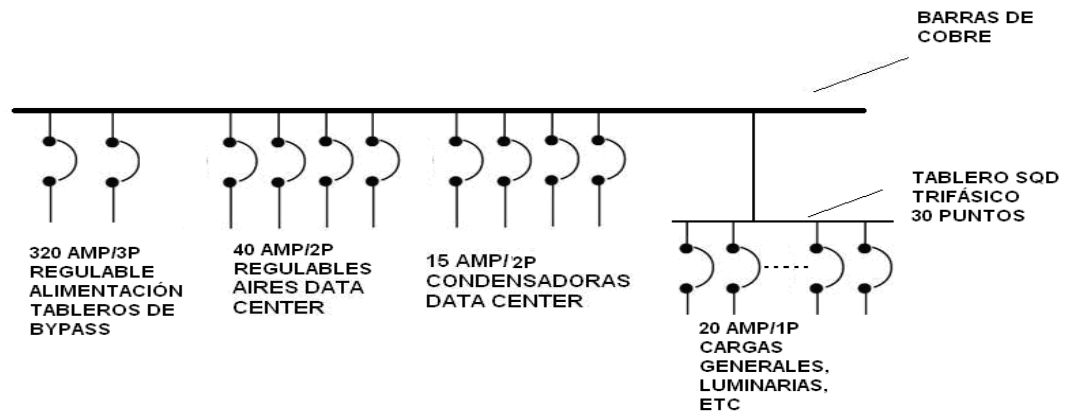 BARRAS DE
COBRE
TABLERO SQD
TRIFÁSICO
30 PUNTOS
320 AMP/3P
REGULABLE
ALIMENTACIÓN
TABLEROS DE
BYPASS
40 AMP/2P
REGULABLES
AIRES DATA
CENTER
15 AMP/2P
CONDENSADORAS
DATA CENTER
20 AMP/1P
CARGAS
GENERALES,
LUMINARIAS,
ETC